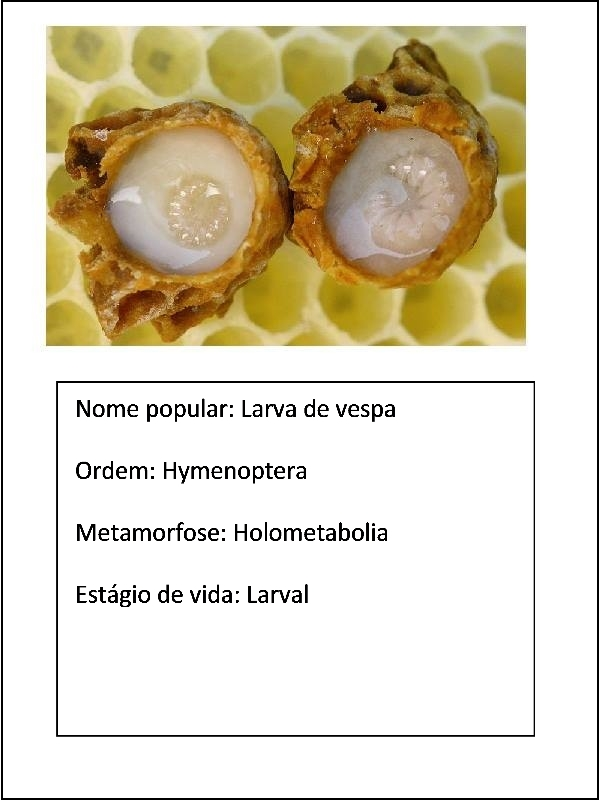 Nome popular: Larva de vespa
Ordem: Hymenoptera
Metamorfose: Holometabolia
Estágio de vida: Larval